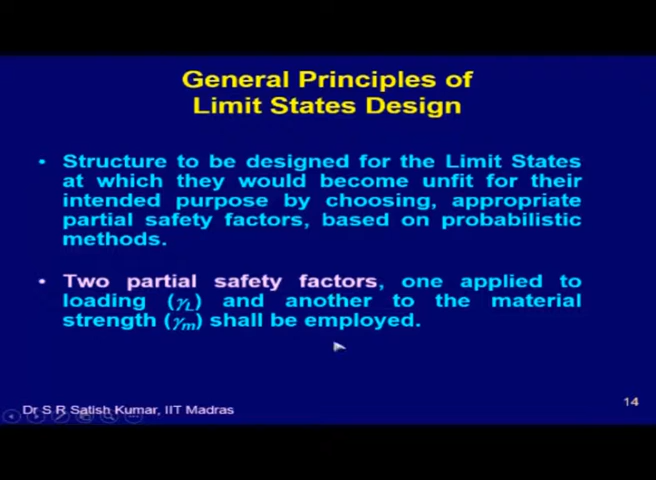 General Principles of
Limit States Design
• Structure to be designed for the Limit States
at which they would become unfit for their
intended purpose by choosing, appropriate
partial safety factors, based on probabilistic
methods.
• Two partial safety factors, one applied to
loading (γL) and another to the material
strength (γm) shall be employed.
Dr S R Satish Kumar, IIT Madras
14